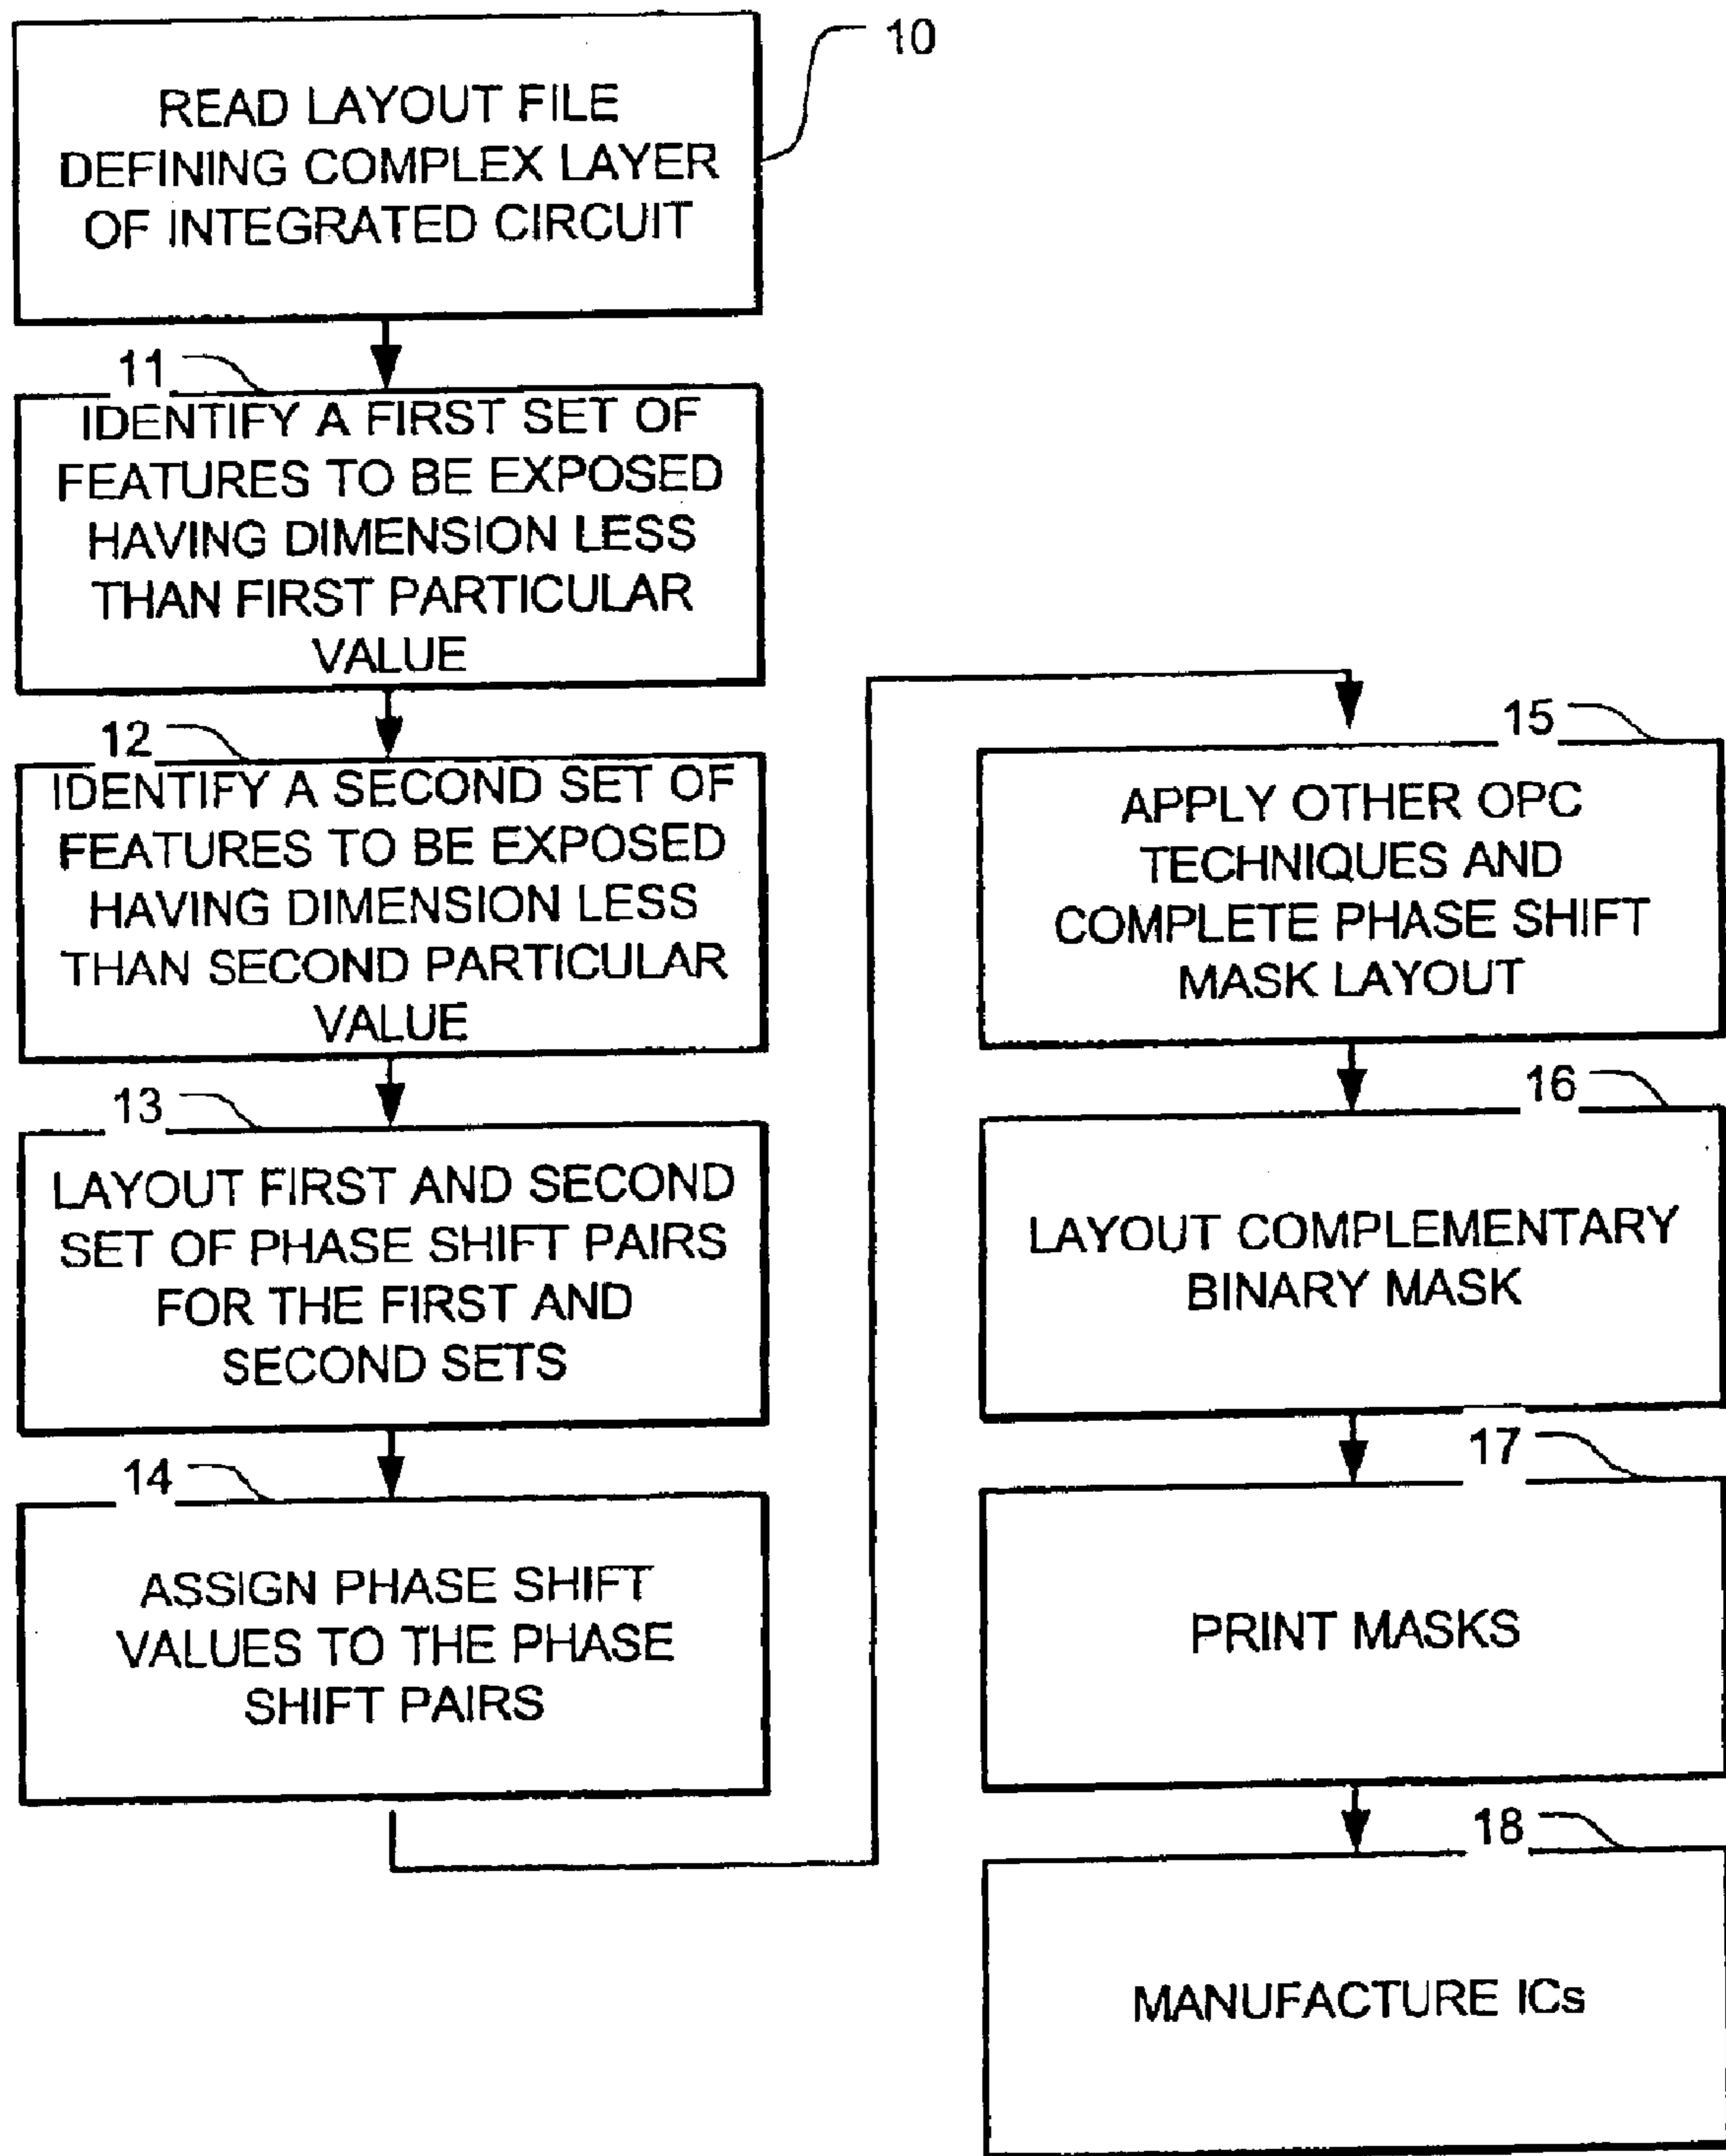 10
READ LAYOUT FILE
DEFINING COMPLEX LAYER
OF INTEGRATED CIRCUIT
11
IDENTIFY A FIRST SET OF
FEATURES TO BE EXPOSED
HAVING DIMENSION LESS
THAN FIRST PARTICULAR
VALUE
12
IDENTIFY A SECOND SET OF
FEATURES TO BE EXPOSED
HAVING DIMENSION LESS
THAN SECOND PARTICULAR
VALUE
13
LAYOUT FIRST AND SECOND
SET OF PHASE SHIFT PAIRS
FOR THE FIRST AND
SECOND SETS
14
ASSIGN PHASE SHIFT
VALUES TO THE PHASE
SHIFT PAIRS
15
APPLY OTHER OPC
TECHNIQUES AND
COMPLETE PHASE SHIFT
MASK LAYOUT
16
LAYOUT COMPLEMENTARY
BINARY MASK
17
PRINT MASKS
18
MANUFACTURE ICs